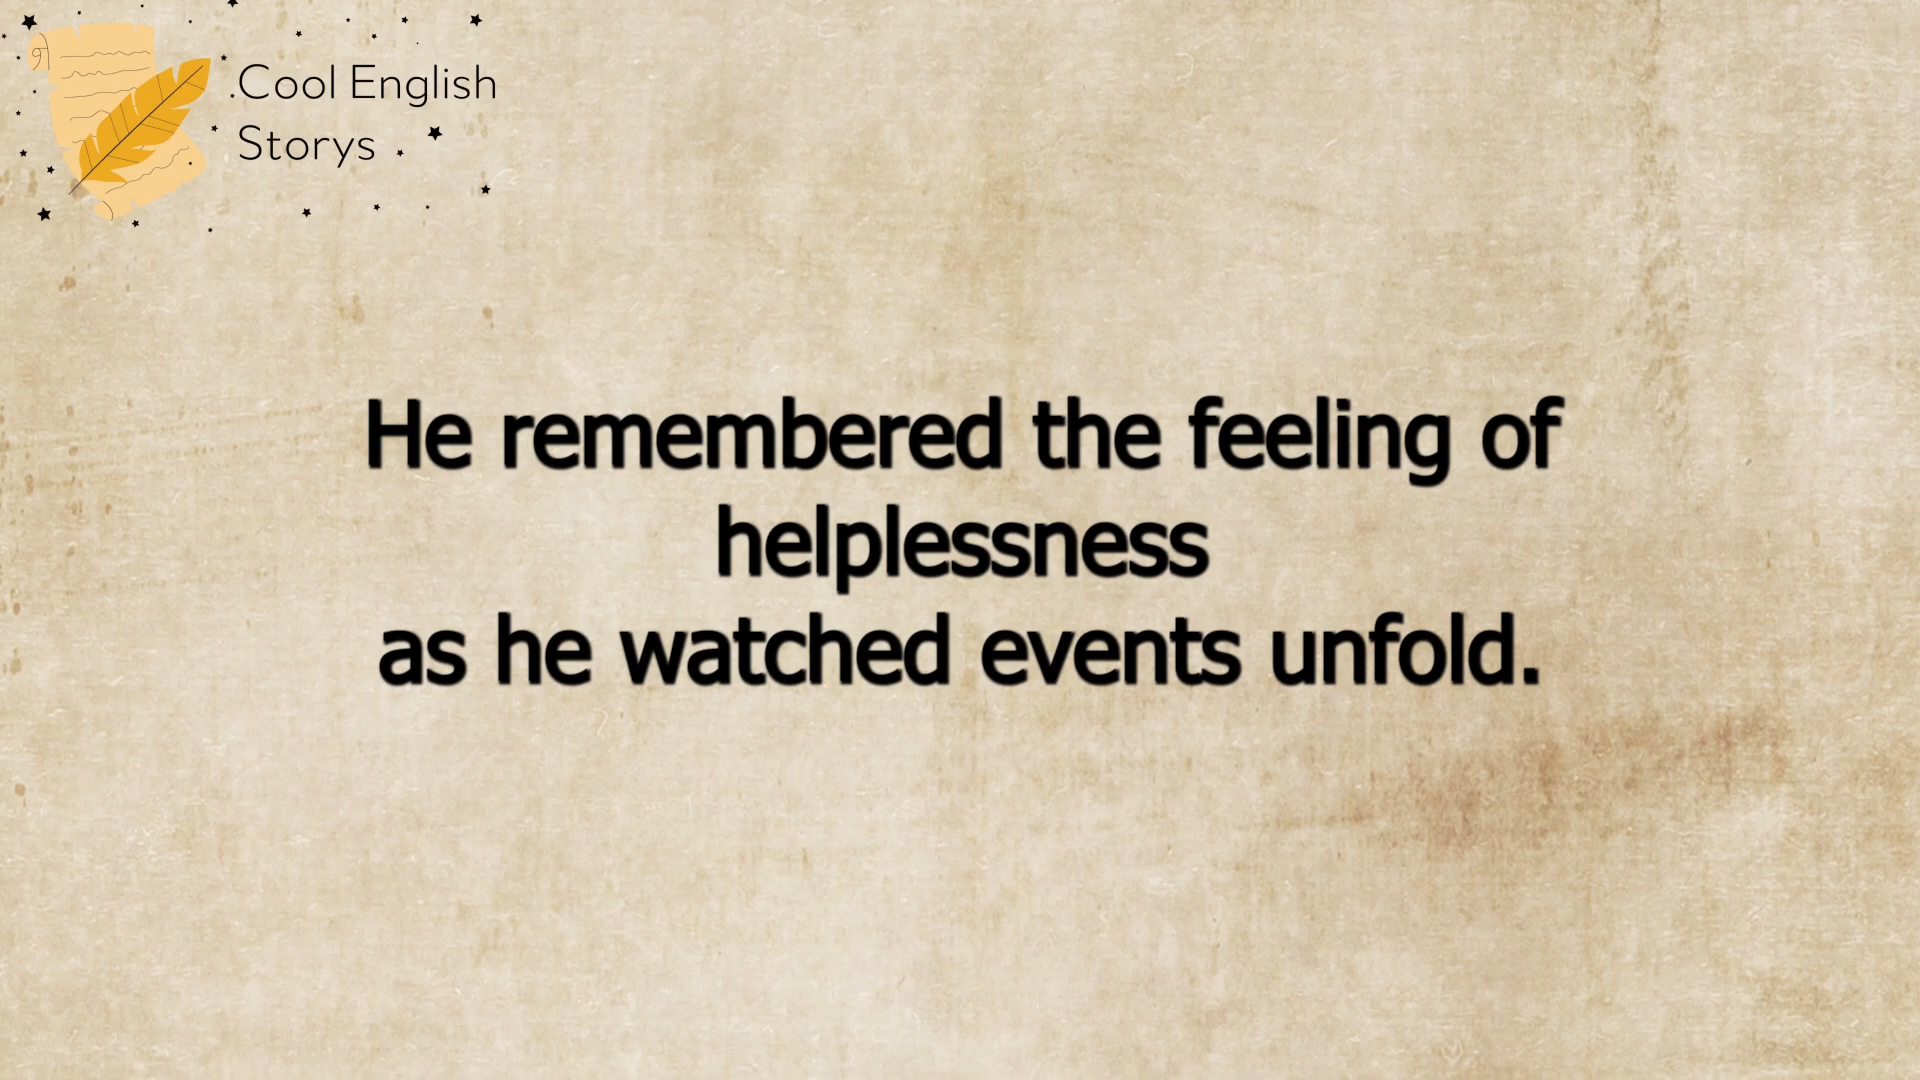 .Cool English
Storys
He remembered the feeling of
helplessness
as he watched events unfold.